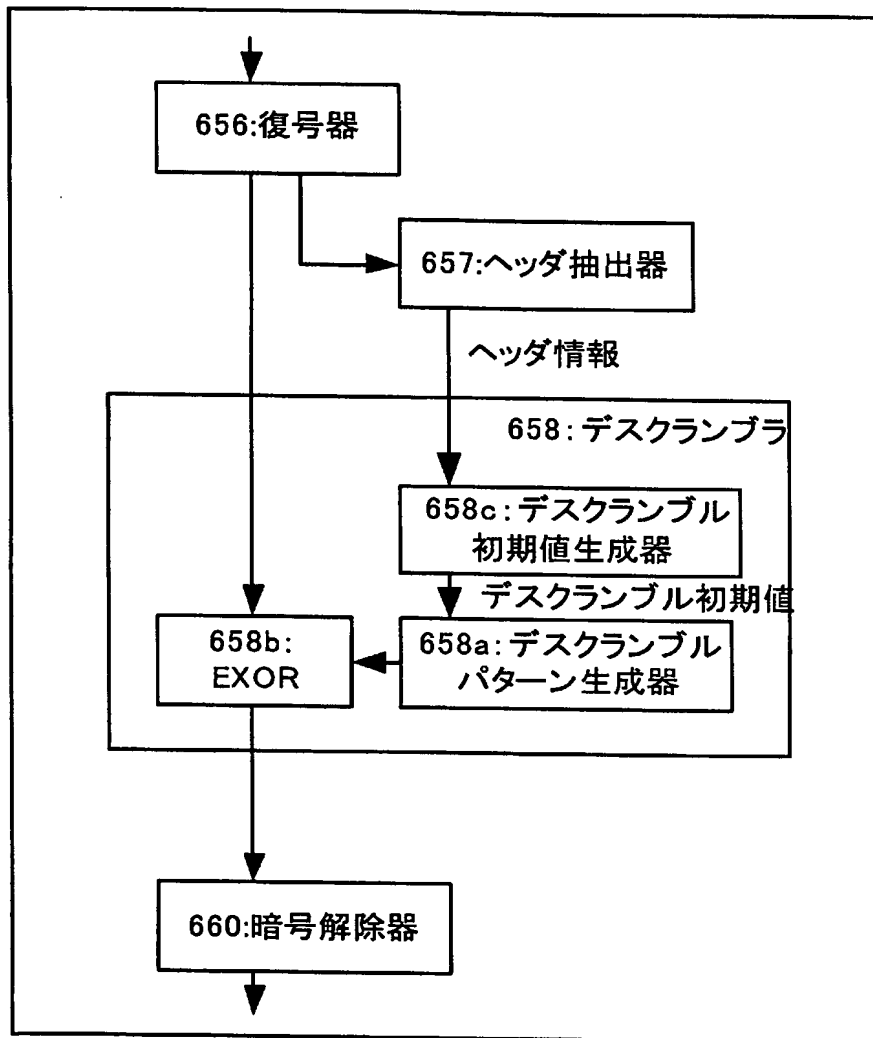 656:復号器
657:ヘッダ抽出器
ヘッダ情報
658:デスクランブラ
658c:デスクランブル
初期値生成器
デスクランブル初期値
658b:
EXOR
658a:デスクランブル
パターン生成器
660:暗号解除器